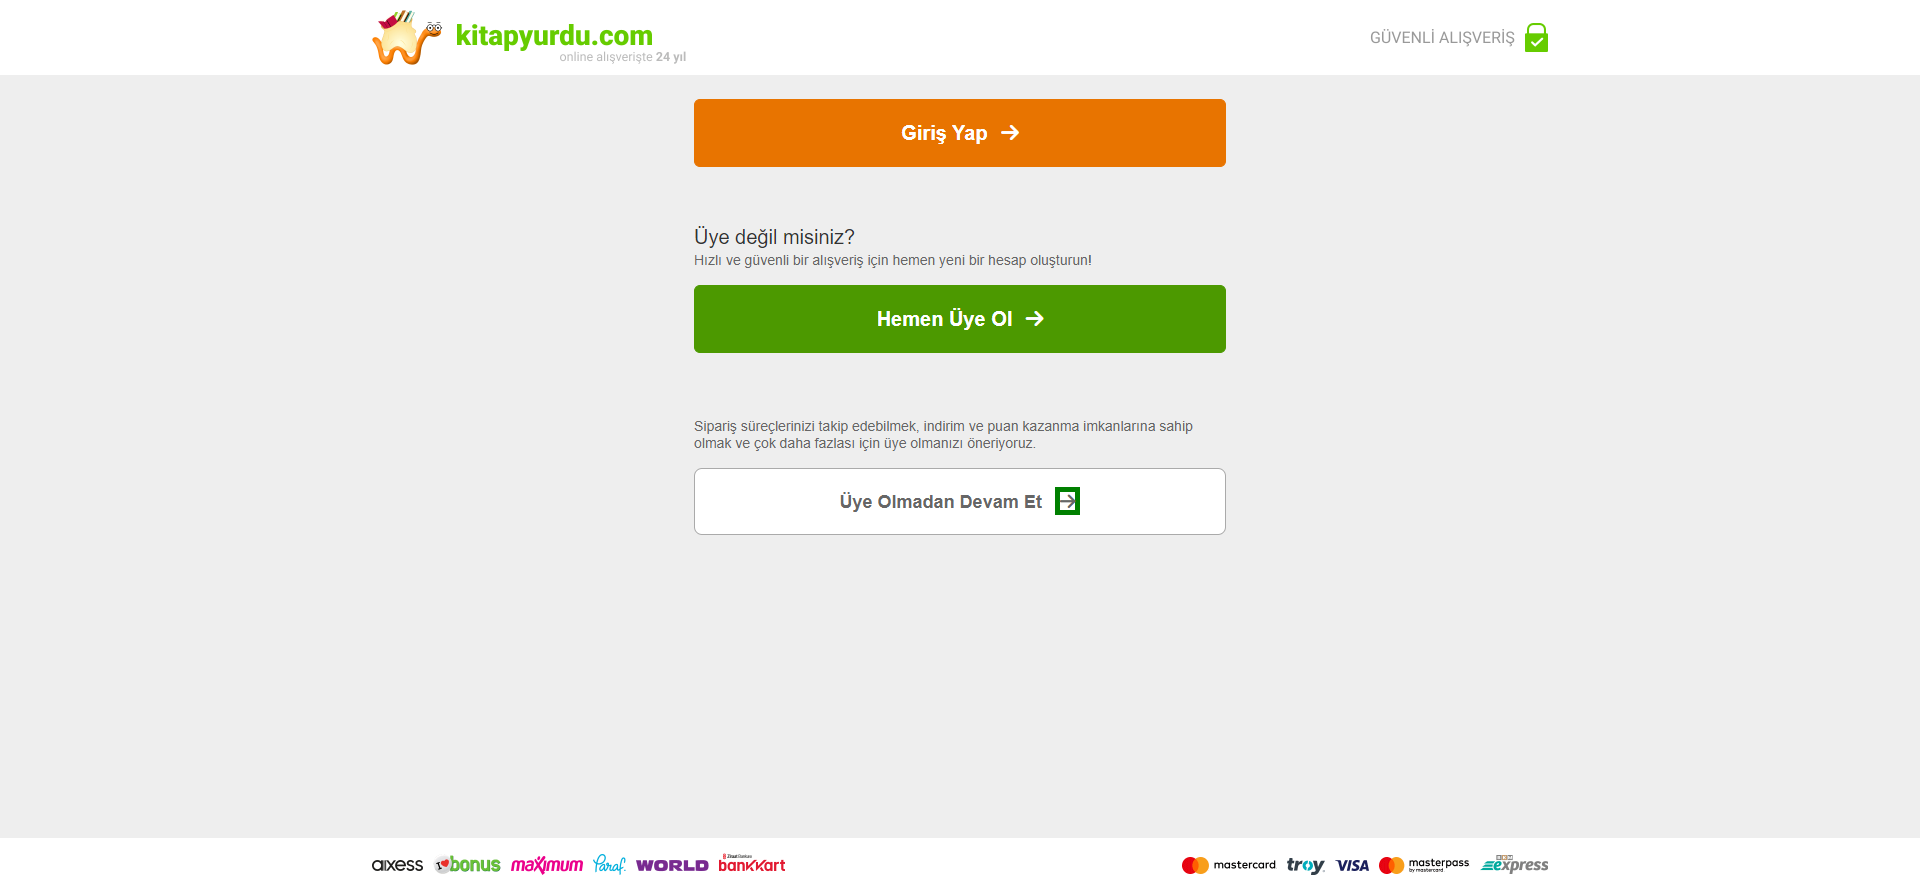 kitapyurdu.com
online alışverişte 24 yıl
GÜVENLİ ALIŞVERİŞ
Giriş Yap
Üye değil misiniz?
Hızlı ve güvenli bir alışveriş için hemen yeni bir hesap oluşturun!
Hemen Üye Ol
Sipariş süreçlerinizi takip edebilmek, indirim ve puan kazanma imkanlarına sahip
olmak ve çok daha fazlası için üye olmanızı öneriyoruz.
Üye Olmadan Devam Et
axess I bonus maximum Paraf WORLD bankkart
mastercard troy VISA masterpass by mastercard express